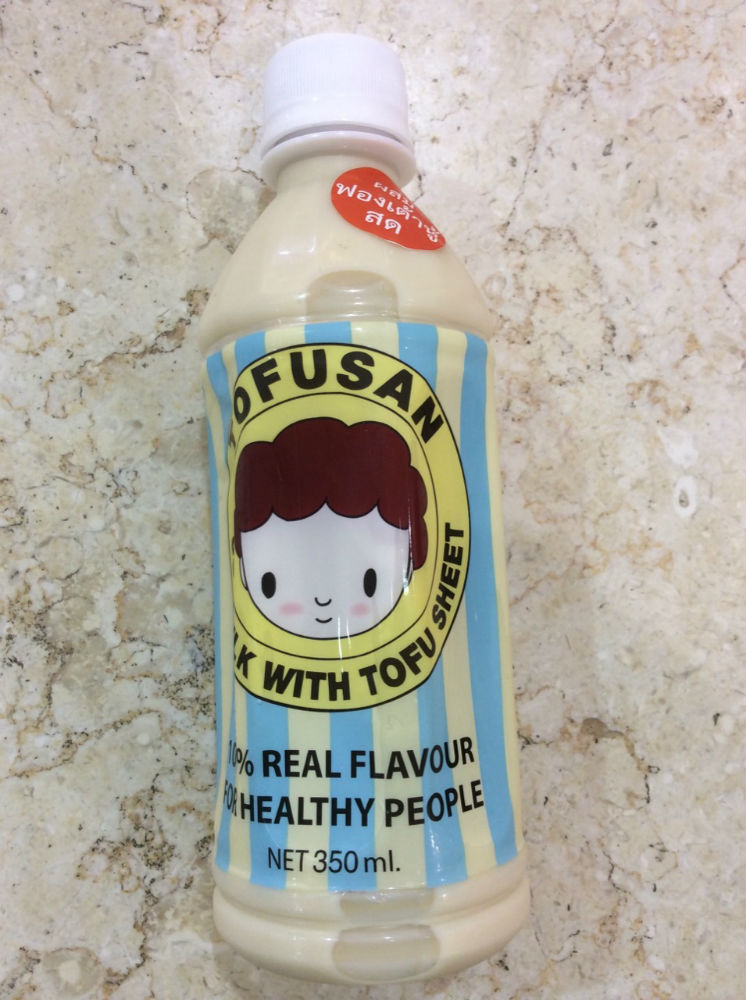 ผสม
ฟองเต้าหู้
สด
TOFUSAN
WITH TOFU SHEET
REAL FLAVOUR
FOR HEALTHY PEOPLE
NET 350 ml.